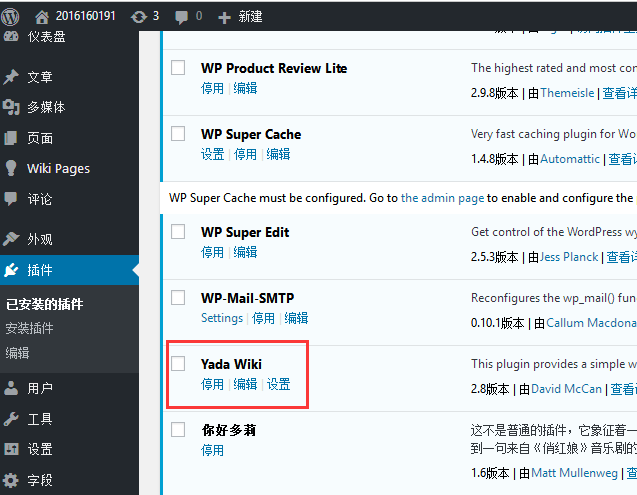 2016160191 3 0 + 新建
仪表盘
文章
多媒体
页面
Wiki Pages
评论
外观
插件
已安装的插件
安装插件
编辑
用户
工具
设置
字段
WP Product Review Lite
The highest rated and most con
停用 | 编辑
2.9.8版本 | 由Themeisle | 查看详
WP Super Cache
Very fast caching plugin for Wo
设置 | 停用 | 编辑
1.4.8版本 | 由Automattic | 查看
WP Super Cache must be configured. Go to the admin page to enable and configure the
WP Super Edit
Get control of the WordPress wy
停用 | 编辑
2.5.3版本 | 由Jess Planck | 查看详
WP-Mail-SMTP
Reconfigures the wp_mail() fun
Settings | 停用 | 编辑
0.10.1版本 | 由Callum Macdona
Yada Wiki
This plugin provides a simple w
停用 | 编辑 | 设置
2.8版本 | 由David McCan | 查看
你好多莉
这不是普通的插件，它象征着一
停用
到一句来自《俏红娘》音乐剧的
1.6版本 | 由Matt Mullenweg | 查